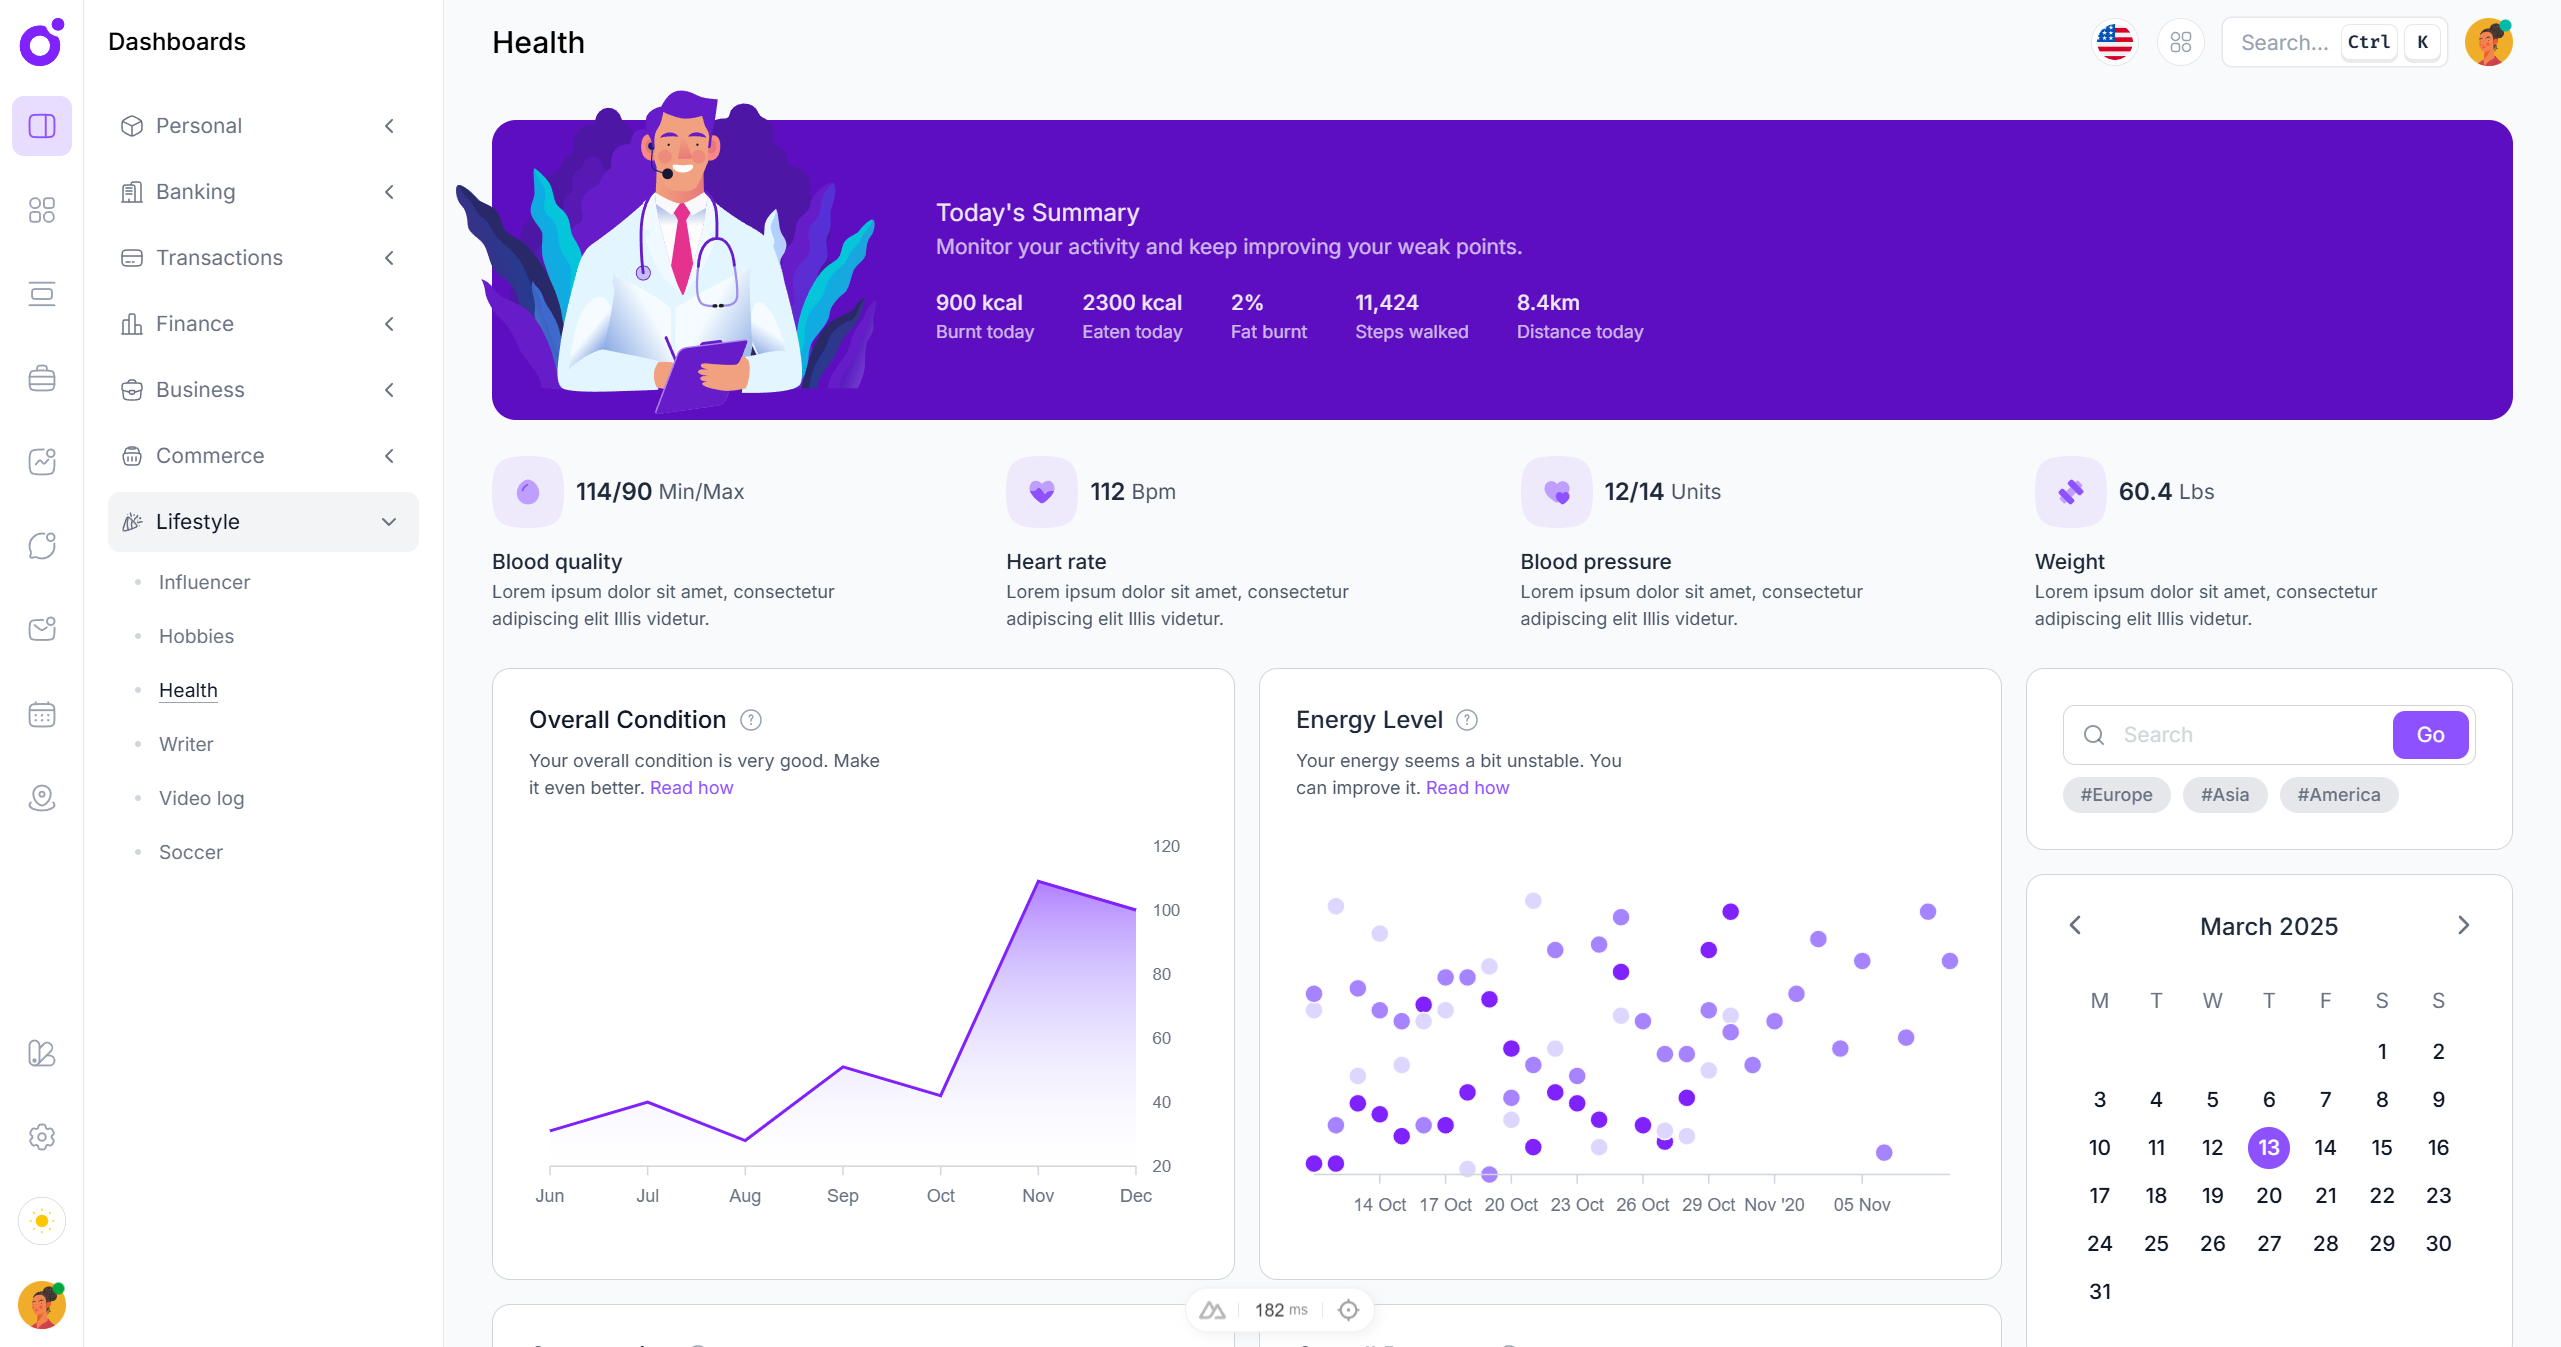 Dashboards
Personal
Banking
Transactions
Finance
Business
Commerce
Lifestyle
Influencer
Hobbies
Health
Writer
Video log
Soccer
Health
Search...
Ctrl
K
Today's Summary
Monitor your activity and keep improving your weak points.
900 kcal
Burnt today
2300 kcal
Eaten today
2%
Fat burnt
11,424
Steps walked
8.4km
Distance today
114/90 Min/Max
Blood quality
Lorem ipsum dolor sit amet, consectetur
adipiscing elit Illis videtur.
112 Bpm
Heart rate
Lorem ipsum dolor sit amet, consectetur
adipiscing elit Illis videtur.
12/14 Units
Blood pressure
Lorem ipsum dolor sit amet, consectetur
adipiscing elit Illis videtur.
60.4 Lbs
Weight
Lorem ipsum dolor sit amet, consectetur
adipiscing elit Illis videtur.
Overall Condition
Your overall condition is very good. Make
it even better. Read how
120
100
80
60
40
20
Jun Jul Aug Sep Oct Nov Dec
Energy Level
Your energy seems a bit unstable. You
can improve it. Read how
14 Oct 17 Oct 20 Oct 23 Oct 26 Oct 29 Oct Nov '20 05 Nov
Search
Go
#Europe #Asia #America
March 2025
M T W T F S S
1 2
3 4 5 6 7 8 9
10 11 12 13 14 15 16
17 18 19 20 21 22 23
24 25 26 27 28 29 30
31
182 ms